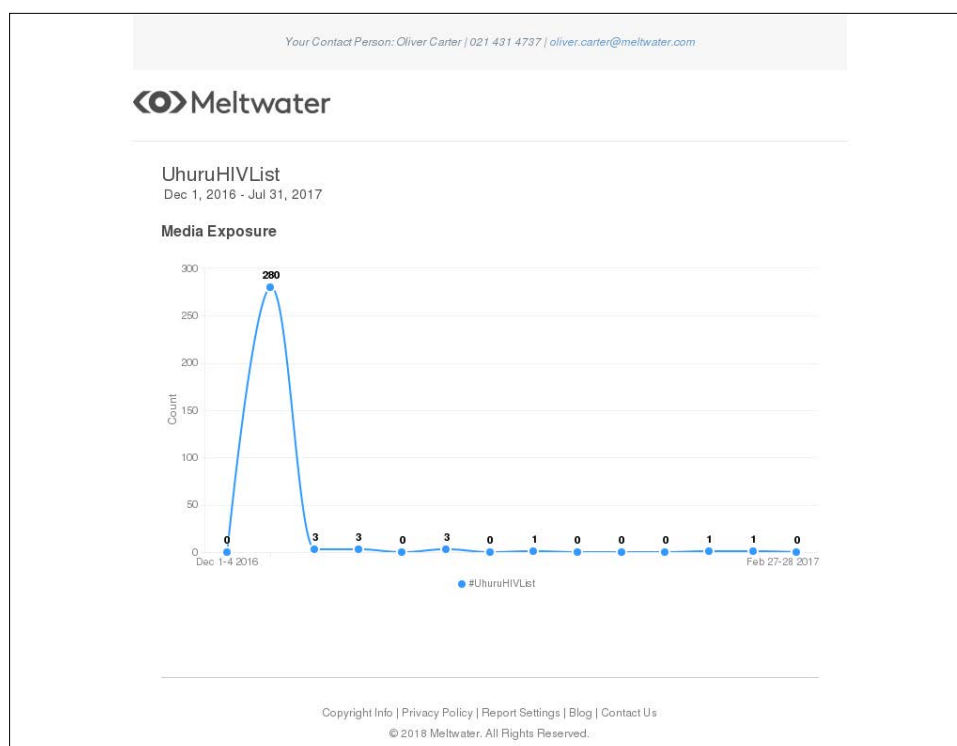 Your Contact Person: Oliver Carter | 021 431 4737 | oliver.carter@meltwater.com
Meltwater
UhuruHIVList
Dec 1, 2016 - Jul 31, 2017
Media Exposure
300
250
200
150
100
50
0
Count
0
280
3
3
0
3
0
1
0
0
0
1
1
0
Dec 1-4 2016
Feb 27-28 2017
#UhuruHIVList
Copyright Info | Privacy Policy | Report Settings | Blog | Contact Us
© 2018 Meltwater. All Rights Reserved.